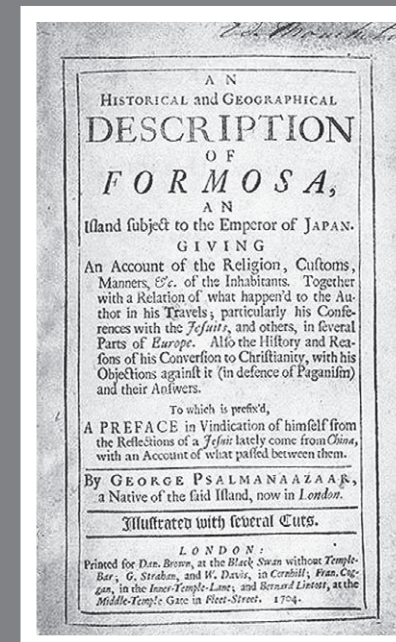 AN
HISTORICAL and GEOGRAPHICAL
DESCRIPTION
OF
FORMOSA,
AN
Iſland ſubject to the Emperor of JAPAN.
GIVING
An Account of the Religion, Cuſtoms,
Manners, &c. of the Inhabitants. Together
with a Relation of what happen'd to the Au-
thor in his Travels; particularly his Confe-
rences with the Jeſuits, and others, in ſeveral
Parts of Europe. Alſo the Hiſtory and Rea-
ſons of his Converſion to Chriſtianity, with his
Objections againſt it (in defence of Paganiſm)
and their Anſwers.
To which is prefix'd,
A PREFACE in Vindication of himſelf from
the Reflections of a Jeſuit lately come from China,
with an Account of what paſſed between them.
By GEORGE PSALMANAAZAAR,
a Native of the ſaid Iſland, now in London.
Illuſtrated with ſeveral Cuts.
LONDON:
Printed for Dan. Brown, at the Black Swan without Temple-
Bar; G. Strahan, and W. Davis, in Cornhill; Fran. Cog-
gan, in the Inner-Temple-Lane; and Bernard Lintott, at the
Middle-Temple Gate in Fleet-Street. 1704.